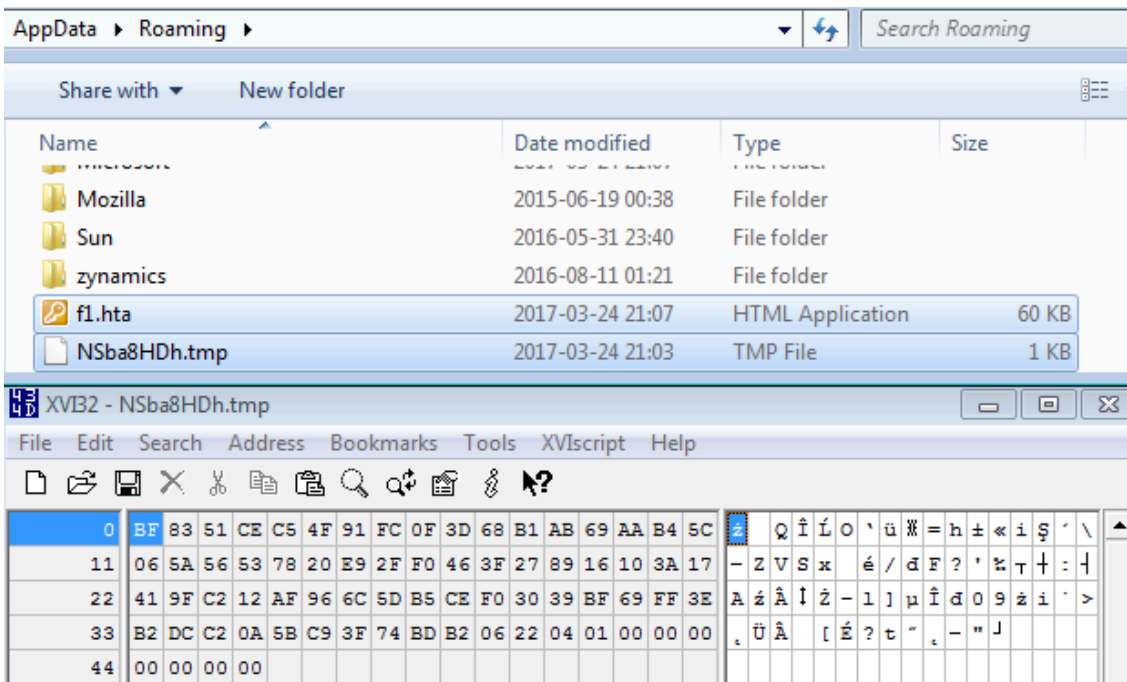 AppData ▸ Roaming ▸ Search Roaming
Share with ▾ New folder
Name Date modified Type Size
Mozilla 2015-06-19 00:38 File folder
Sun 2016-05-31 23:40 File folder
zynamics 2016-08-11 01:21 File folder
f1.hta 2017-03-24 21:07 HTML Application 60 KB
NSba8HDh.tmp 2017-03-24 21:03 TMP File 1 KB
XVI32 - NSba8HDh.tmp
File Edit Search Address Bookmarks Tools XVIscript Help
0 BF 83 51 CE C5 4F 91 FC 0F 3D 68 B1 AB 69 AA B4 5C ż Q Î Ĺ O ‘ ü ¤ = h ± « i Ş ´ \
11 06 5A 56 53 78 20 E9 2F F0 46 3F 27 89 16 10 3A 17 – Z V S x é / đ F ? ' ‰ ┬ ┼ : ┤
22 41 9F C2 12 AF 96 6C 5D B5 CE F0 30 39 BF 69 FF 3E A ź Â ↕ Ż – l ] µ Î đ 0 9 ż i ˙ >
33 B2 DC C2 0A 5B C9 3F 74 BD B2 06 22 04 01 00 00 00 ˛ Ü Â [ É ? t ˝ ˛ – " ┘
44 00 00 00 00